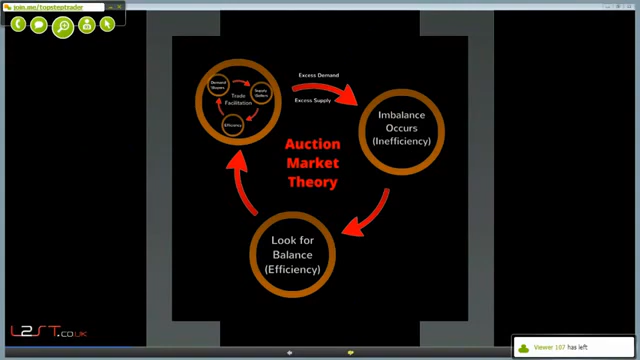 join.me/topsteptrader
Excess Demand
Excess Supply
Demand
Buyers
Supply
Sellers
Trade
Facilitation
Efficiency
Imbalance
Occurs
(Inefficiency)
Auction
Market
Theory
Look for
Balance
(Efficiency)
L2ST.CO.UK
Viewer 107 has left